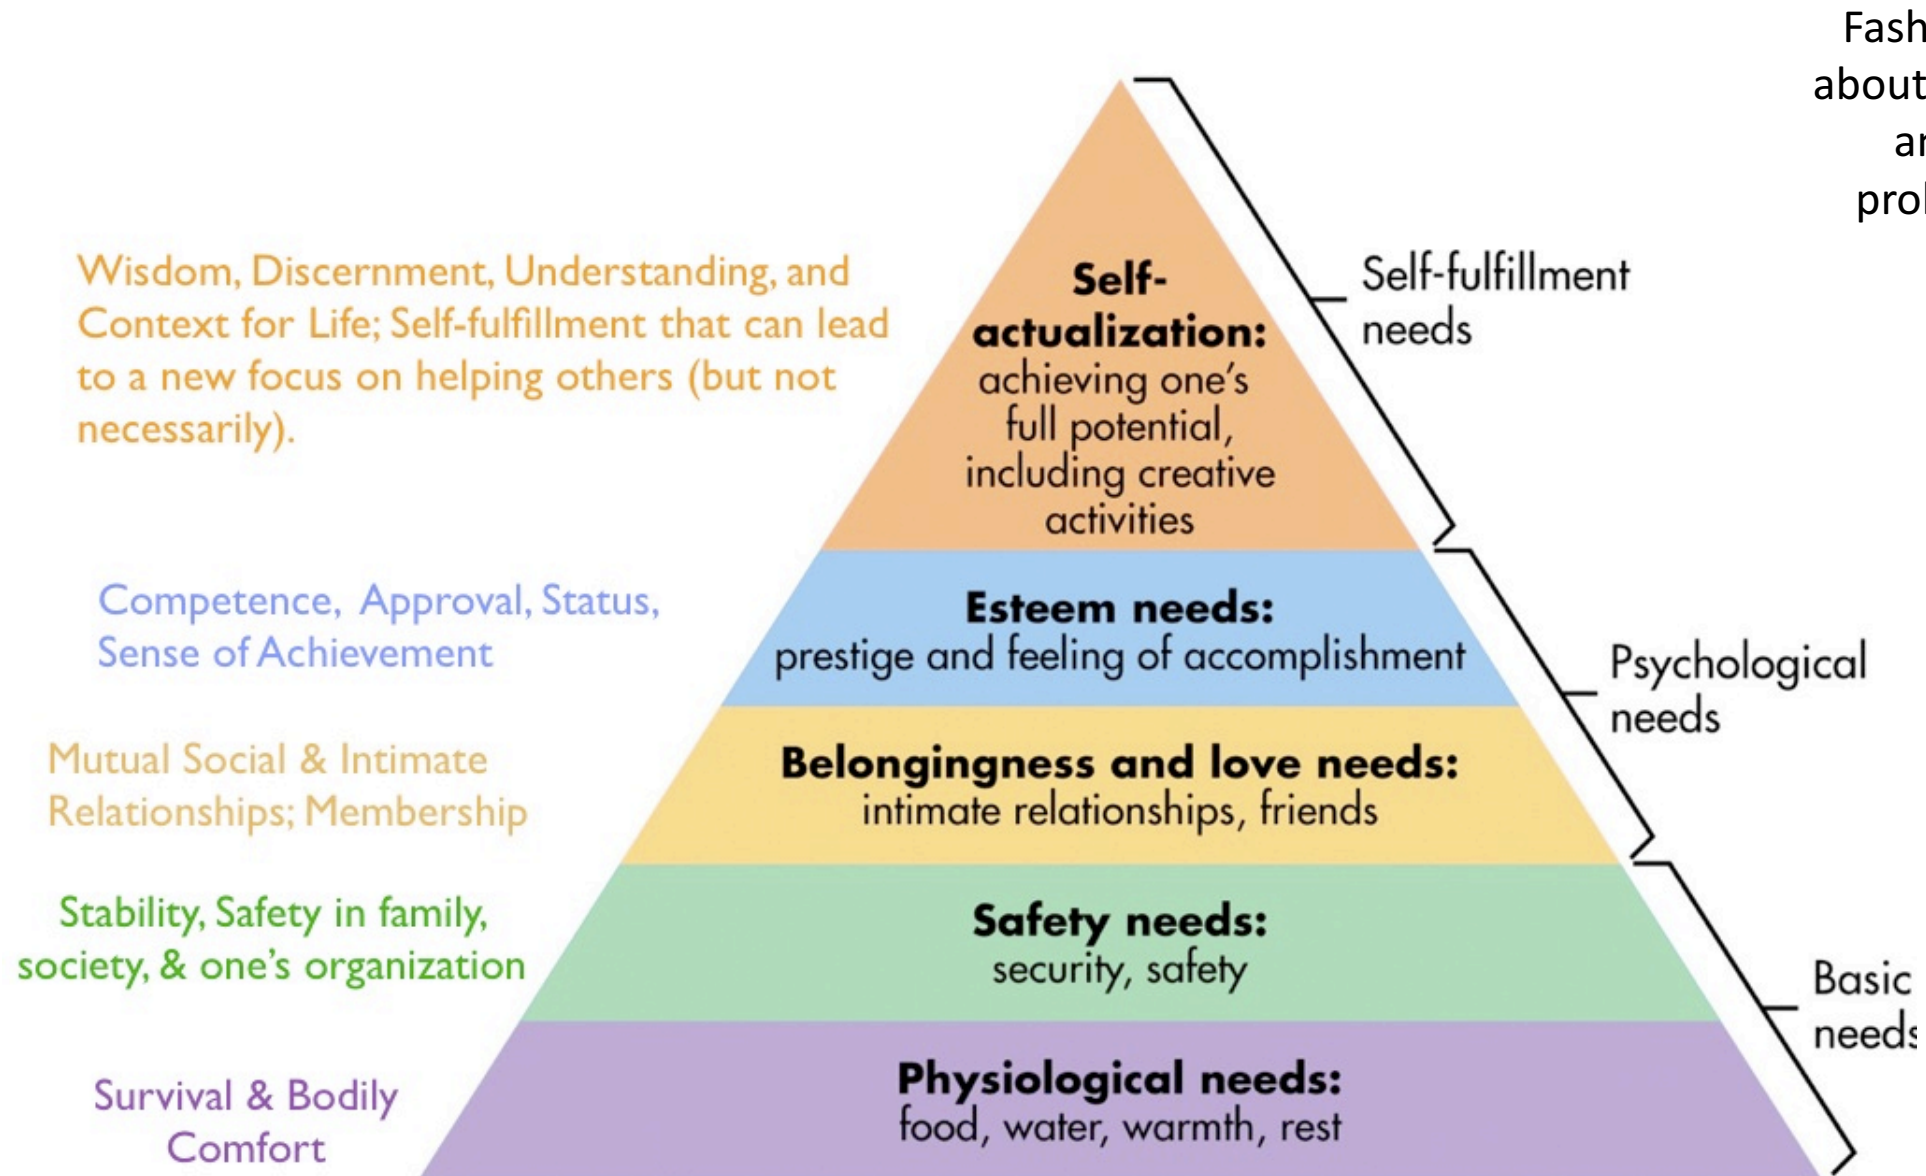 about
Wisdom, Discernment, Understanding, and
Context for Life; Self-fulfillment that can lead
to a new focus on helping others (but not
necessarily).
Self-
actualization:
achieving one's
full potential,
including creative
activities
Self-fulfillment
needs
Competence, Approval, Status,
Sense of Achievement
Esteem needs:
prestige and feeling of accomplishment
Psychological
needs
Mutual Social & Intimate
Relationships; Membership
Belongingness and love needs:
intimate relationships, friends
Stability, Safety in family,
society, & one's organization
Safety needs:
security, safety
Basic
needs
Survival & Bodily
Comfort
Physiological needs:
food, water, warmth, rest